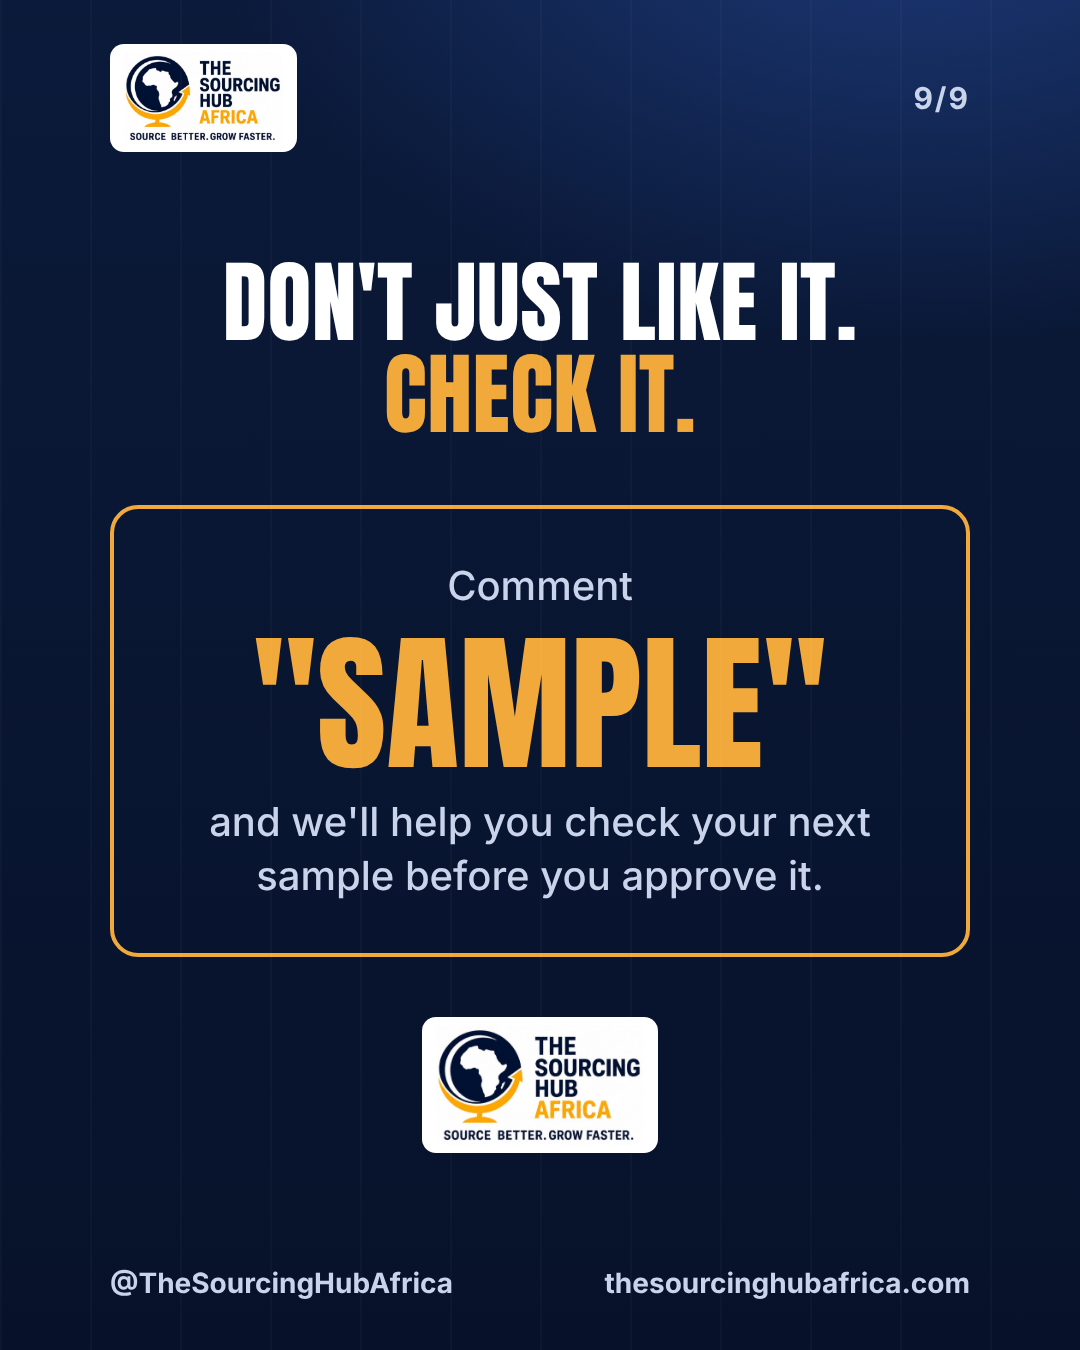 THE
SOURCING
HUB
AFRICA
SOURCE BETTER. GROW FASTER.
9/9
DON'T JUST LIKE IT.
CHECK IT.
Comment
"SAMPLE"
and we'll help you check your next
sample before you approve it.
THE
SOURCING
HUB
AFRICA
SOURCE BETTER. GROW FASTER.
@TheSourcingHubAfrica
thesourcinghubafrica.com